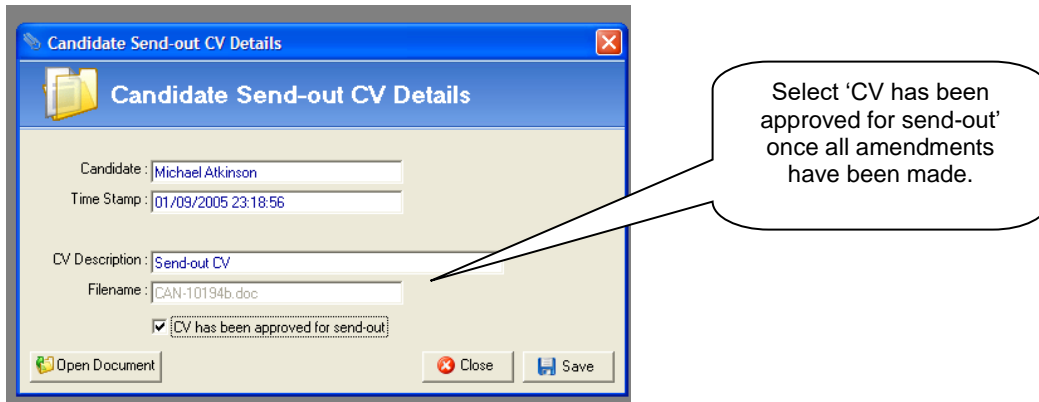 Candidate Send-out CV Details
Candidate Send-out CV Details
Candidate : Michael Atkinson
Time Stamp : 01/09/2005 23:18:56
CV Description : Send-out CV
Filename : CAN-10194b.doc
CV has been approved for send-out
Open Document
Close
Save
Select ‘CV has been
approved for send-out’
once all amendments
have been made.